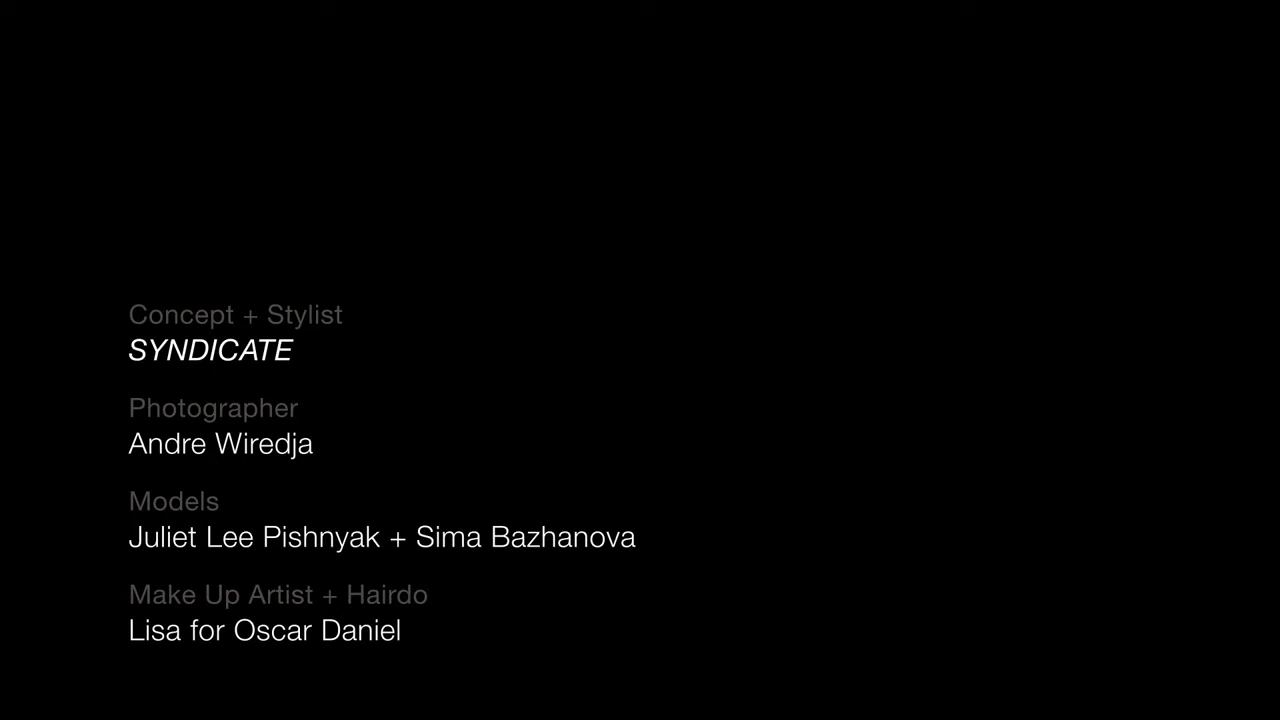 Concept + Stylist
SYNDICATE
Photographer
Andre Wiredja
Models
Juliet Lee Pishnyak + Sima Bazhanova
Make Up Artist + Hairdo
Lisa for Oscar Daniel